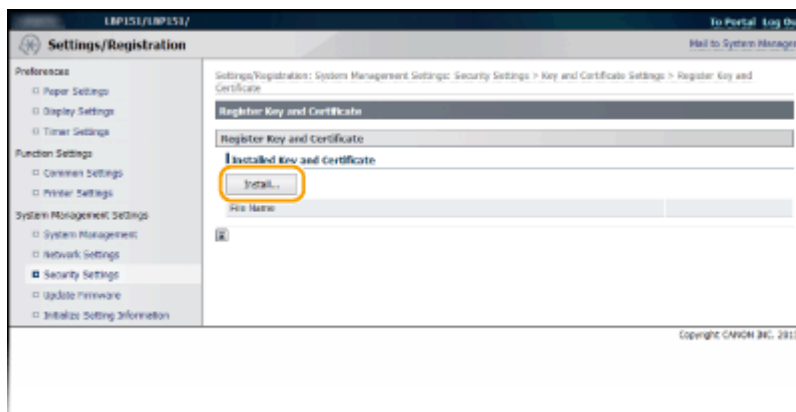 LBP151/LBP151/
To Portal Log Ou
Settings/Registration
Mail to System Manager
Preferences
Paper Settings
Display Settings
Timer Settings
Function Settings
Common Settings
Printer Settings
System Management Settings
System Management
Network Settings
Security Settings
Update Firmware
Initialize Setting Information
Settings/Registration: System Management Settings: Security Settings > Key and Certificate Settings > Register Key and
Certificate
Register Key and Certificate
Register Key and Certificate
Installed Key and Certificate
Install...
File Name
Copyright CANON INC. 201